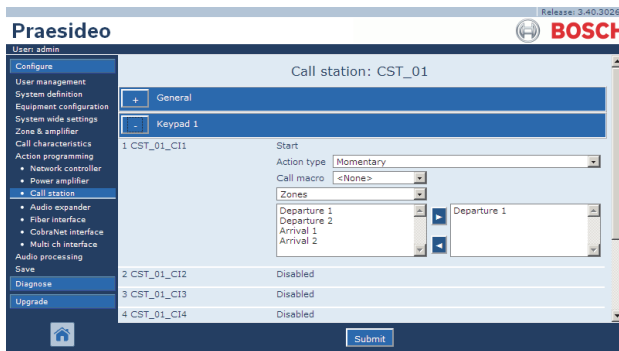 Release: 3.40.3026
Praesideo
BOSCH
User: admin
Configure
User management
System definition
Equipment configuration
System wide settings
Zone & amplifier
Call characteristics
Action programming
• Network controller
• Power amplifier
• Call station
• Audio expander
• Fiber interface
• CobraNet interface
• Multi ch interface
Audio processing
Save
Diagnose
Upgrade
Call station: CST_01
+ General
- Keypad 1
1 CST_01_CI1 Start
Action type Momentary
Call macro <None>
Zones
Departure 1
Departure 2
Arrival 1
Arrival 2
Departure 1
2 CST_01_CI2 Disabled
3 CST_01_CI3 Disabled
4 CST_01_CI4 Disabled
Submit